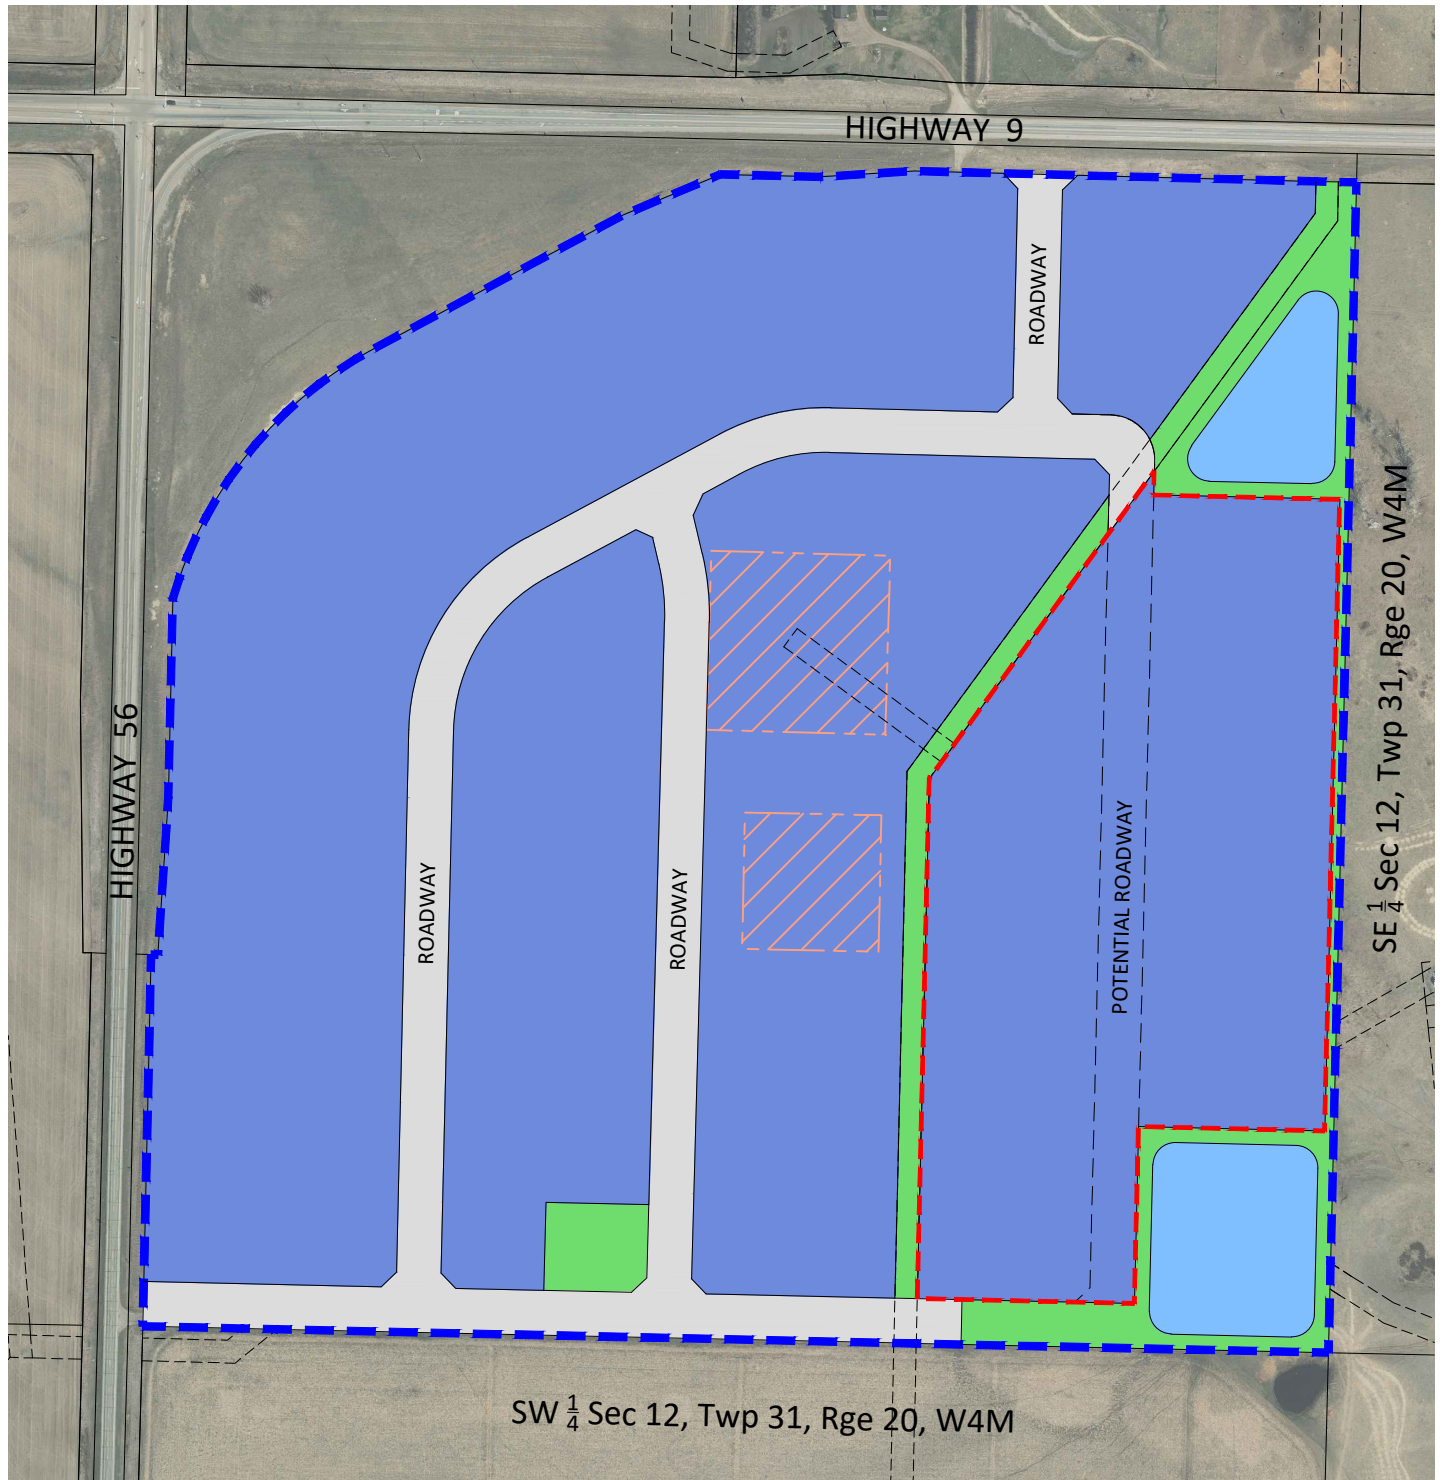 HIGHWAY 9
ROADWAY
HIGHWAY 56
ROADWAY
ROADWAY
POTENTIAL ROADWAY
SE 1/4 Sec 12, Twp 31, Rge 20, W4M
SW 1/4 Sec 12, Twp 31, Rge 20, W4M